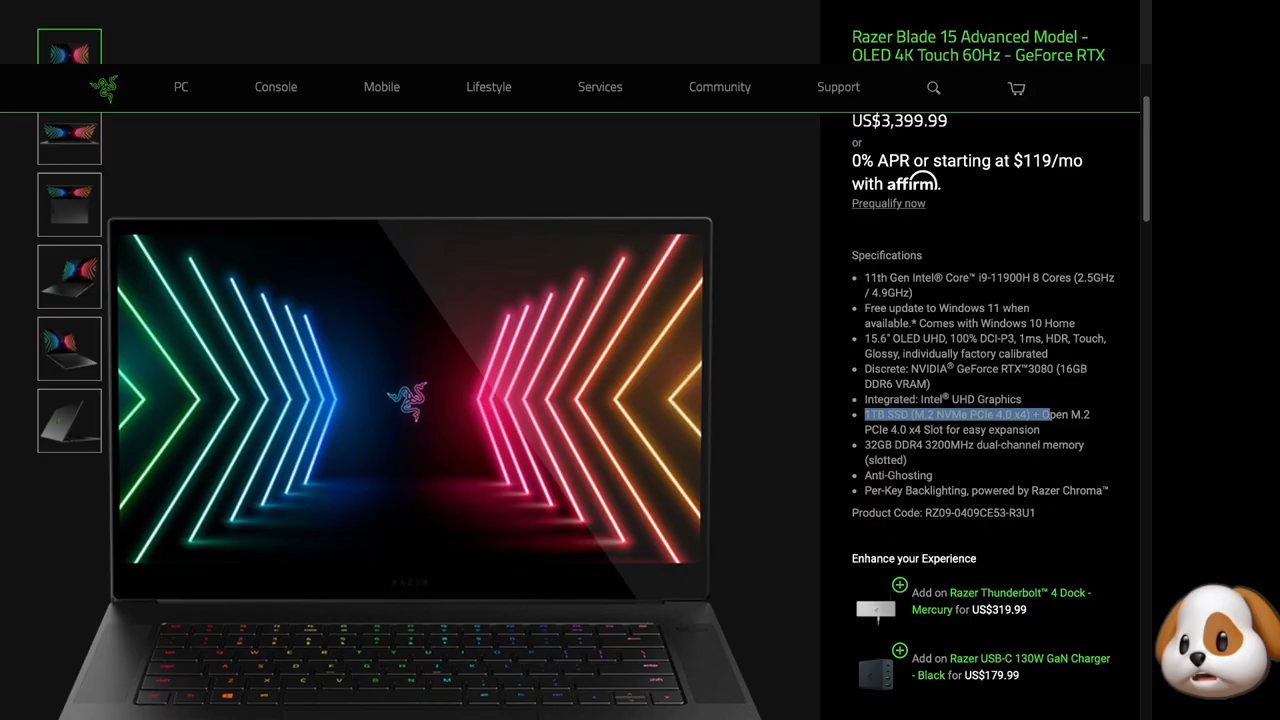 Razer Blade 15 Advanced Model -
OLED 4K Touch 60Hz - GeForce RTX
PC
Console
Mobile
Lifestyle
Services
Community
Support
US$3,399.99
or
0% APR or starting at $119/mo
with affirm.
Prequalify now
Specifications
• 11th Gen Intel® Core™ i9-11900H 8 Cores (2.5GHz
/ 4.9GHz)
• Free update to Windows 11 when
available.* Comes with Windows 10 Home
• 15.6" OLED UHD, 100% DCI-P3, 1ms, HDR, Touch,
Glossy, individually factory calibrated
• Discrete: NVIDIA® GeForce RTX™3080 (16GB
DDR6 VRAM)
• Integrated: Intel® UHD Graphics
• 1TB SSD (M.2 NVMe PCIe 4.0 x4) + Open M.2
PCIe 4.0 x4 Slot for easy expansion
• 32GB DDR4 3200MHz dual-channel memory
(slotted)
• Anti-Ghosting
• Per-Key Backlighting, powered by Razer Chroma™
Product Code: RZ09-0409CE53-R3U1
Enhance your Experience
Add on Razer Thunderbolt™ 4 Dock -
Mercury for US$319.99
Add on Razer USB-C 130W GaN Charger
- Black for US$179.99
RAZER